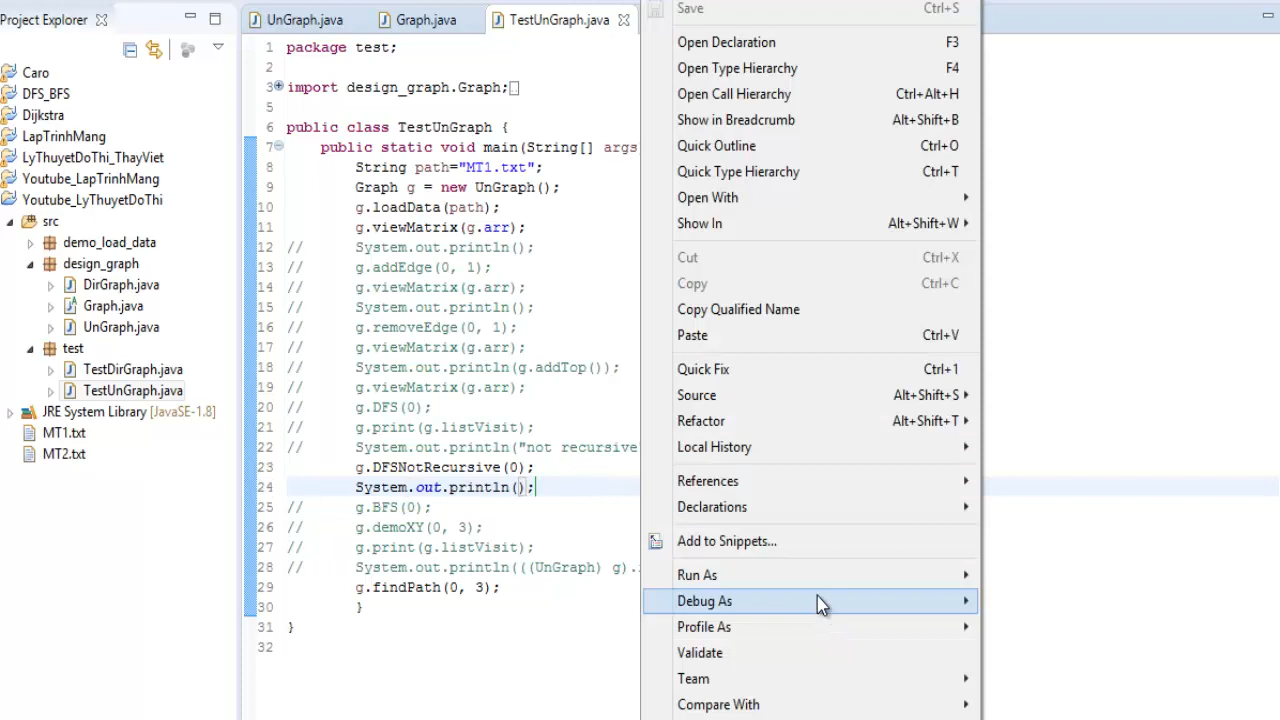 Project Explorer
Caro
DFS_BFS
Dijkstra
LapTrinhMang
LyThuyetDoThi_ThayViet
Youtube_LapTrinhMang
Youtube_LyThuyetDoThi
src
demo_load_data
design_graph
DirGraph.java
Graph.java
UnGraph.java
test
TestDirGraph.java
TestUnGraph.java
JRE System Library [JavaSE-1.8]
MT1.txt
MT2.txt
UnGraph.java Graph.java TestUnGraph.java
1 package test;
2
3 import design_graph.Graph;
5
6 public class TestUnGraph {
7 public static void main(String[] args
8 String path="MT1.txt";
9 Graph g = new UnGraph();
10 g.loadData(path);
11 g.viewMatrix(g.arr);
12 // System.out.println();
13 // g.addEdge(0, 1);
14 // g.viewMatrix(g.arr);
15 // System.out.println();
16 // g.removeEdge(0, 1);
17 // g.viewMatrix(g.arr);
18 // System.out.println(g.addTop());
19 // g.viewMatrix(g.arr);
20 // g.DFS(0);
21 // g.print(g.listVisit);
22 // System.out.println("not recursive
23 g.DFSNotRecursive(0);
24 System.out.println();
25 // g.BFS(0);
26 // g.demoXY(0, 3);
27 // g.print(g.listVisit);
28 // System.out.println(((UnGraph) g).
29 g.findPath(0, 3);
30 }
31 }
32
Save Ctrl+S
Open Declaration F3
Open Type Hierarchy F4
Open Call Hierarchy Ctrl+Alt+H
Show in Breadcrumb Alt+Shift+B
Quick Outline Ctrl+O
Quick Type Hierarchy Ctrl+T
Open With
Show In Alt+Shift+W
Cut Ctrl+X
Copy Ctrl+C
Copy Qualified Name
Paste Ctrl+V
Quick Fix Ctrl+1
Source Alt+Shift+S
Refactor Alt+Shift+T
Local History
References
Declarations
Add to Snippets...
Run As
Debug As
Profile As
Validate
Team
Compare With